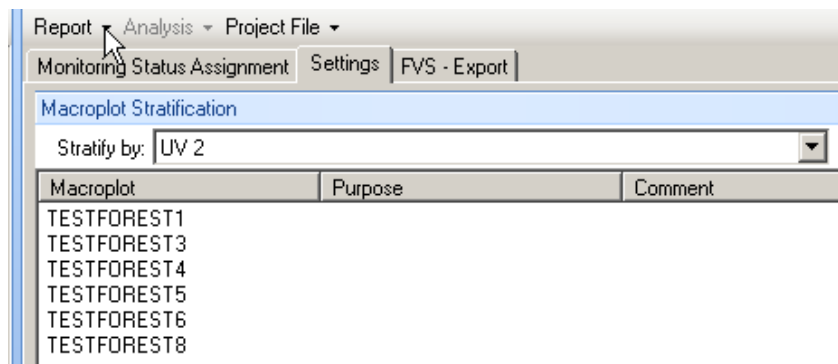 Report Analysis Project File
Monitoring Status Assignment Settings FVS - Export
Macroplot Stratification
Stratify by: UV 2
Macroplot Purpose Comment
TESTFOREST1
TESTFOREST3
TESTFOREST4
TESTFOREST5
TESTFOREST6
TESTFOREST8